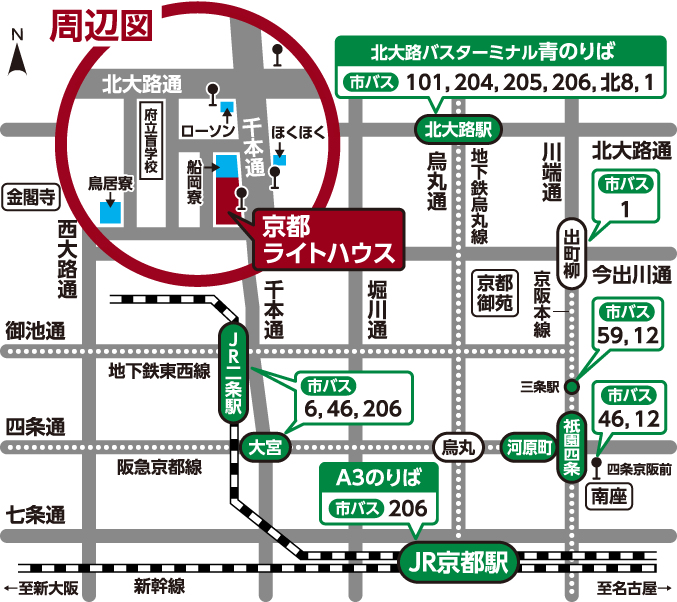 周辺図
N
北大路通
府立盲学校
ローソン
千本通
ほくほく
船岡寮
鳥居寮
京都
ライトハウス
北大路バスターミナル青のりば
市バス 101, 204, 205, 206, 北8, 1
北大路駅
北大路通
烏丸通
地下鉄烏丸線
川端通
市バス
1
金閣寺
西大路通
千本通
堀川通
京都
御苑
京阪本線
出町柳
今出川通
御池通
地下鉄東西線
JR二条駅
市バス
59, 12
三条駅
市バス
6, 46, 206
市バス
46, 12
四条通
大宮
烏丸
河原町
祇園四条
四条京阪前
南座
阪急京都線
A3のりば
市バス 206
七条通
JR京都駅
←至新大阪
新幹線
至名古屋→